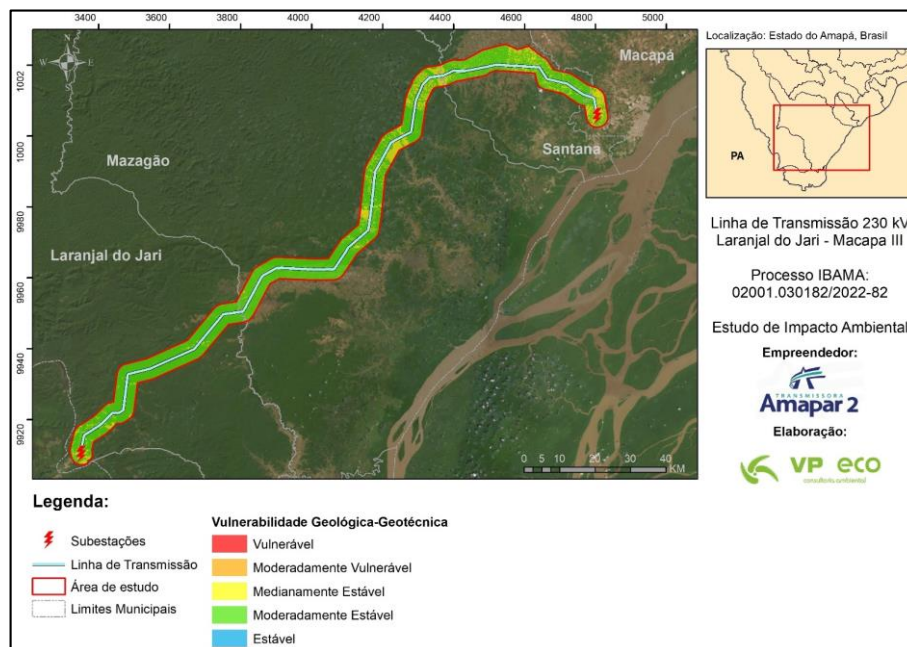 3400 3600 3800 4000 4200 4400 4600 4800 5000
1002
1000
9980
9960
9940
9920
N
W E
S
Macapá
Santana
Mazagão
Laranjal do Jari
0 5 10 20 30 40
KM
Localização: Estado do Amapá, Brasil
PA
Linha de Transmissão 230 kV
Laranjal do Jari - Macapa III
Processo IBAMA:
02001.030182/2022-82
Estudo de Impacto Ambiental
Empreendedor:
TRANSMISSORA
Amapar 2
Elaboração:
VP eco
consultoria ambiental
Legenda:
Subestações
Linha de Transmissão
Área de estudo
Limites Municipais
Vulnerabilidade Geológica-Geotécnica
Vulnerável
Moderadamente Vulnerável
Medianamente Estável
Moderadamente Estável
Estável